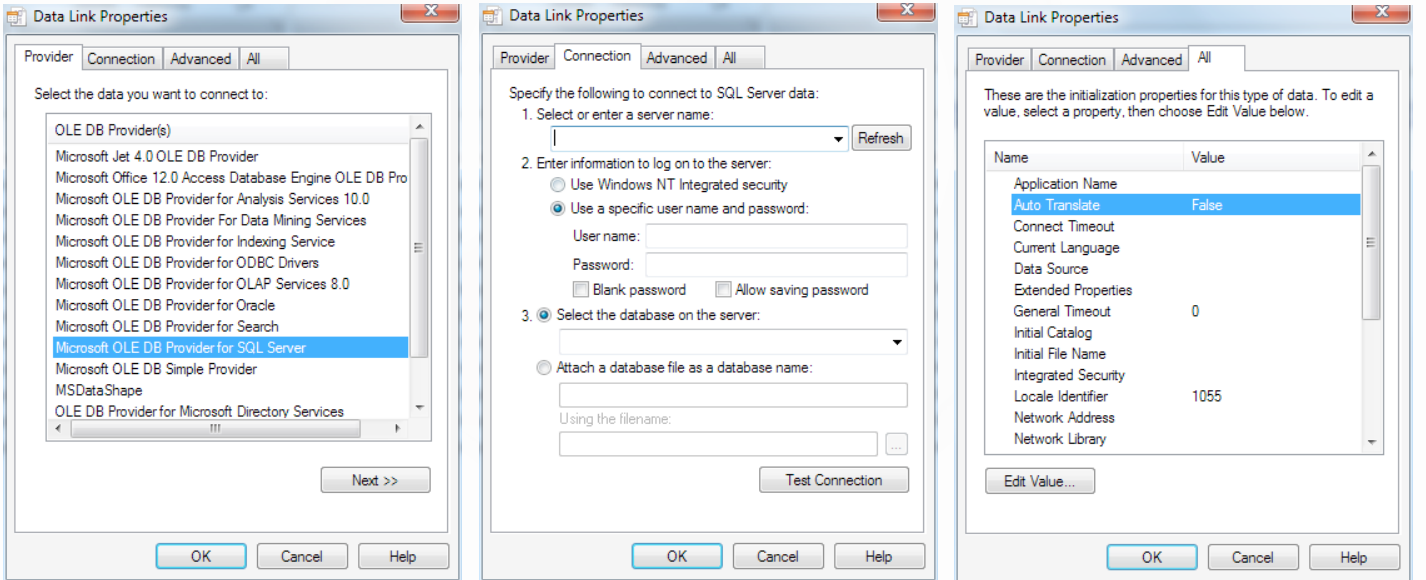 Data Link Properties
Provider Connection Advanced All
Select the data you want to connect to:
OLE DB Provider(s)
Microsoft Jet 4.0 OLE DB Provider
Microsoft Office 12.0 Access Database Engine OLE DB Pro
Microsoft OLE DB Provider for Analysis Services 10.0
Microsoft OLE DB Provider For Data Mining Services
Microsoft OLE DB Provider for Indexing Service
Microsoft OLE DB Provider for ODBC Drivers
Microsoft OLE DB Provider for OLAP Services 8.0
Microsoft OLE DB Provider for Oracle
Microsoft OLE DB Provider for Search
Microsoft OLE DB Provider for SQL Server
Microsoft OLE DB Simple Provider
MSDataShape
OLE DB Provider for Microsoft Directory Services
Next >>
OK Cancel Help
Data Link Properties
Provider Connection Advanced All
Specify the following to connect to SQL Server data:
1. Select or enter a server name:
Refresh
2. Enter information to log on to the server:
Use Windows NT Integrated security
Use a specific user name and password:
User name:
Password:
Blank password Allow saving password
3. Select the database on the server:
Attach a database file as a database name:
Using the filename:
...
Test Connection
OK Cancel Help
Data Link Properties
Provider Connection Advanced All
These are the initialization properties for this type of data. To edit a
value, select a property, then choose Edit Value below.
Name Value
Application Name
Auto Translate False
Connect Timeout
Current Language
Data Source
Extended Properties
General Timeout 0
Initial Catalog
Initial File Name
Integrated Security
Locale Identifier 1055
Network Address
Network Library
Edit Value...
OK Cancel Help